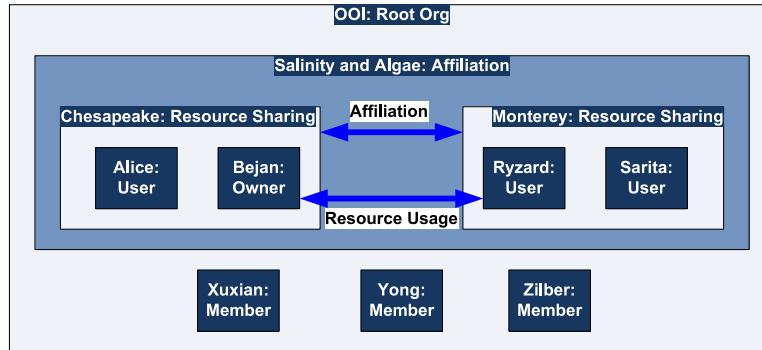 OOI: Root Org
Salinity and Algae: Affiliation
Chesapeake: Resource Sharing
Affiliation
Monterey: Resource Sharing
Alice:
User
Bejan:
Owner
Ryzard:
User
Sarita:
User
Resource Usage
Xuxian:
Member
Yong:
Member
Zilber:
Member